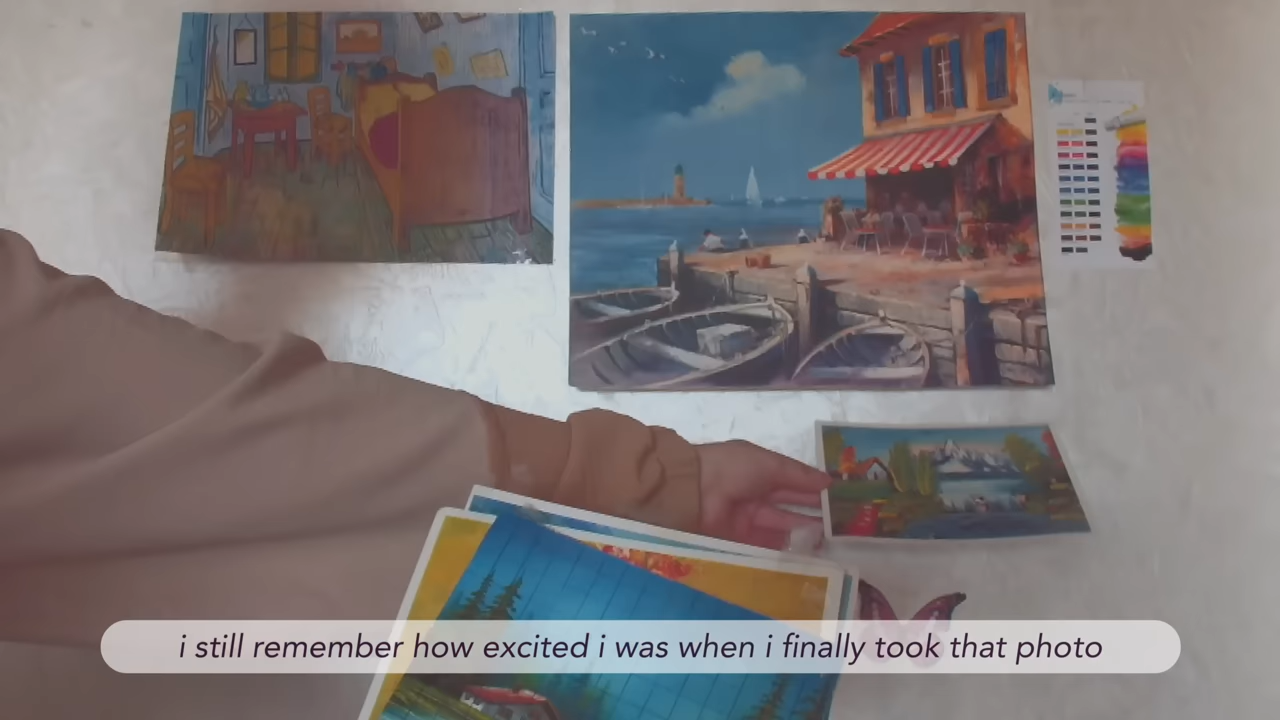 i still remember how excited i was when i finally took that photo